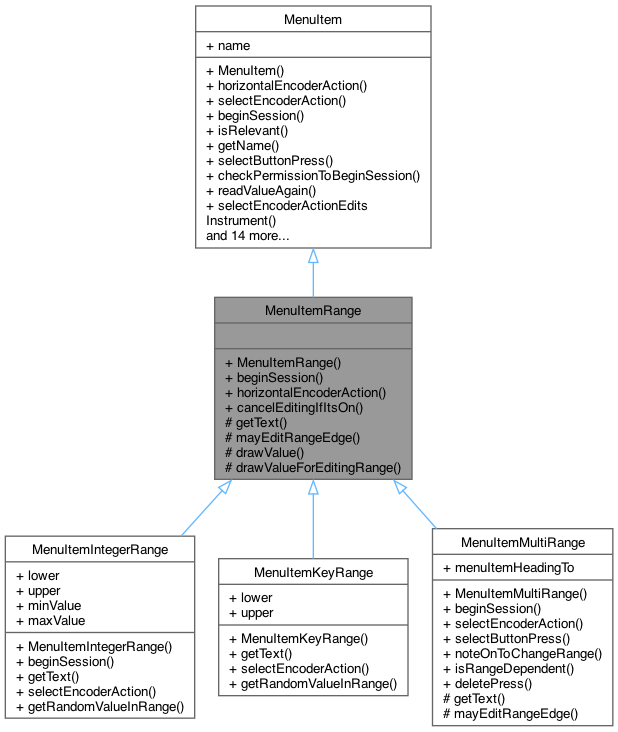 MenuItem
+ name
+ MenuItem()
+ horizontalEncoderAction()
+ selectEncoderAction()
+ beginSession()
+ isRelevant()
+ getName()
+ selectButtonPress()
+ checkPermissionToBeginSession()
+ readValueAgain()
+ selectEncoderActionEdits
Instrument()
and 14 more...
MenuItemRange
+ MenuItemRange()
+ beginSession()
+ horizontalEncoderAction()
+ cancelEditingIfItsOn()
# getText()
# mayEditRangeEdge()
# drawValue()
# drawValueForEditingRange()
MenuItemIntegerRange
+ lower
+ upper
+ minValue
+ maxValue
+ MenuItemIntegerRange()
+ beginSession()
+ getText()
+ selectEncoderAction()
+ getRandomValueInRange()
MenuItemKeyRange
+ lower
+ upper
+ MenuItemKeyRange()
+ getText()
+ selectEncoderAction()
+ getRandomValueInRange()
MenuItemMultiRange
+ menuItemHeadingTo
+ MenuItemMultiRange()
+ beginSession()
+ selectEncoderAction()
+ selectButtonPress()
+ noteOnToChangeRange()
+ isRangeDependent()
+ deletePress()
# getText()
# mayEditRangeEdge()